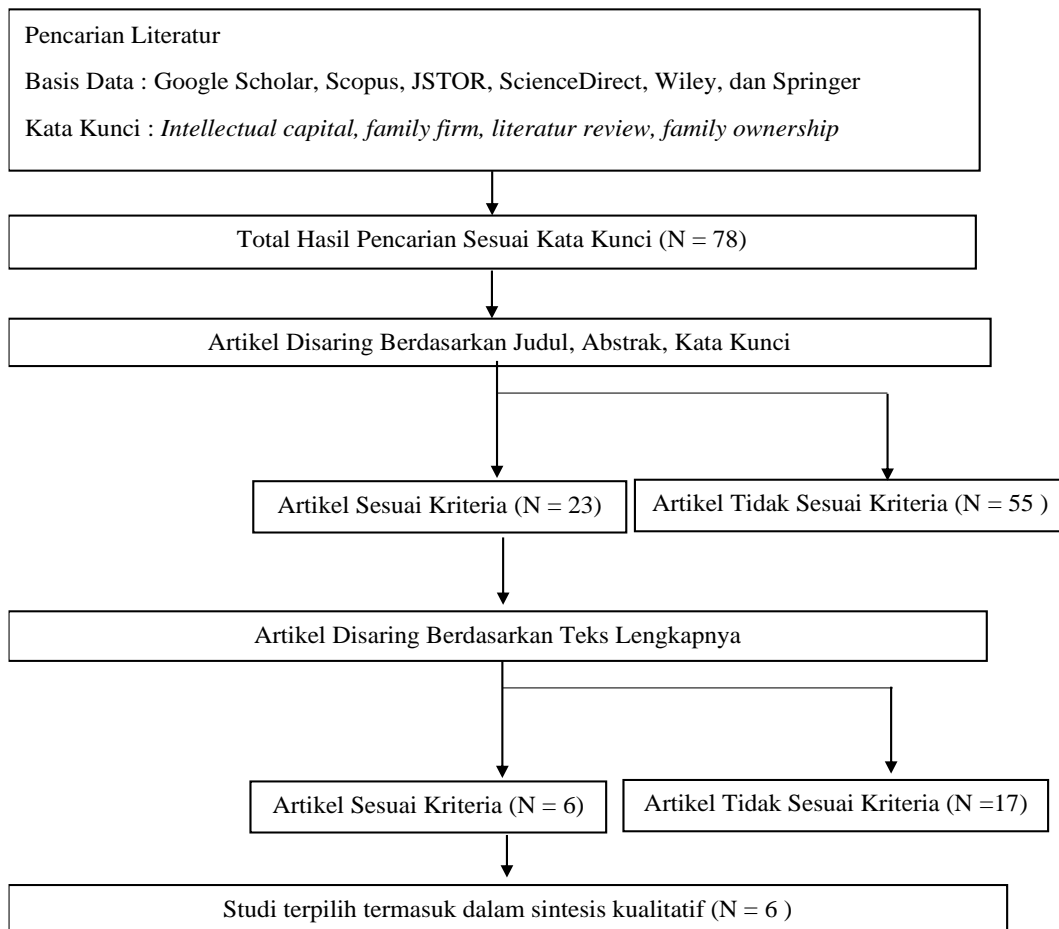 Pencarian Literatur
Basis Data : Google Scholar, Scopus, JSTOR, ScienceDirect, Wiley, dan Springer
Kata Kunci : Intellectual capital, family firm, literatur review, family ownership
Total Hasil Pencarian Sesuai Kata Kunci (N = 78)
Artikel Disaring Berdasarkan Judul, Abstrak, Kata Kunci
Artikel Sesuai Kriteria (N = 23)
Artikel Tidak Sesuai Kriteria (N = 55 )
Artikel Disaring Berdasarkan Teks Lengkapnya
Artikel Sesuai Kriteria (N = 6)
Artikel Tidak Sesuai Kriteria (N =17)
Studi terpilih termasuk dalam sintesis kualitatif (N = 6 )